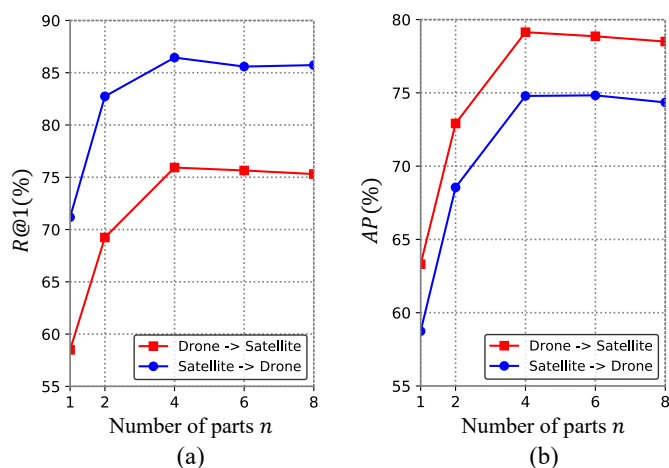 90
85
80
75
70
65
60
55
R@1(%)
1 2 4 6 8
Number of parts n
Drone -> Satellite
Satellite -> Drone
(a)
80
75
70
65
60
55
AP(%)
1 2 4 6 8
Number of parts n
Drone -> Satellite
Satellite -> Drone
(b)